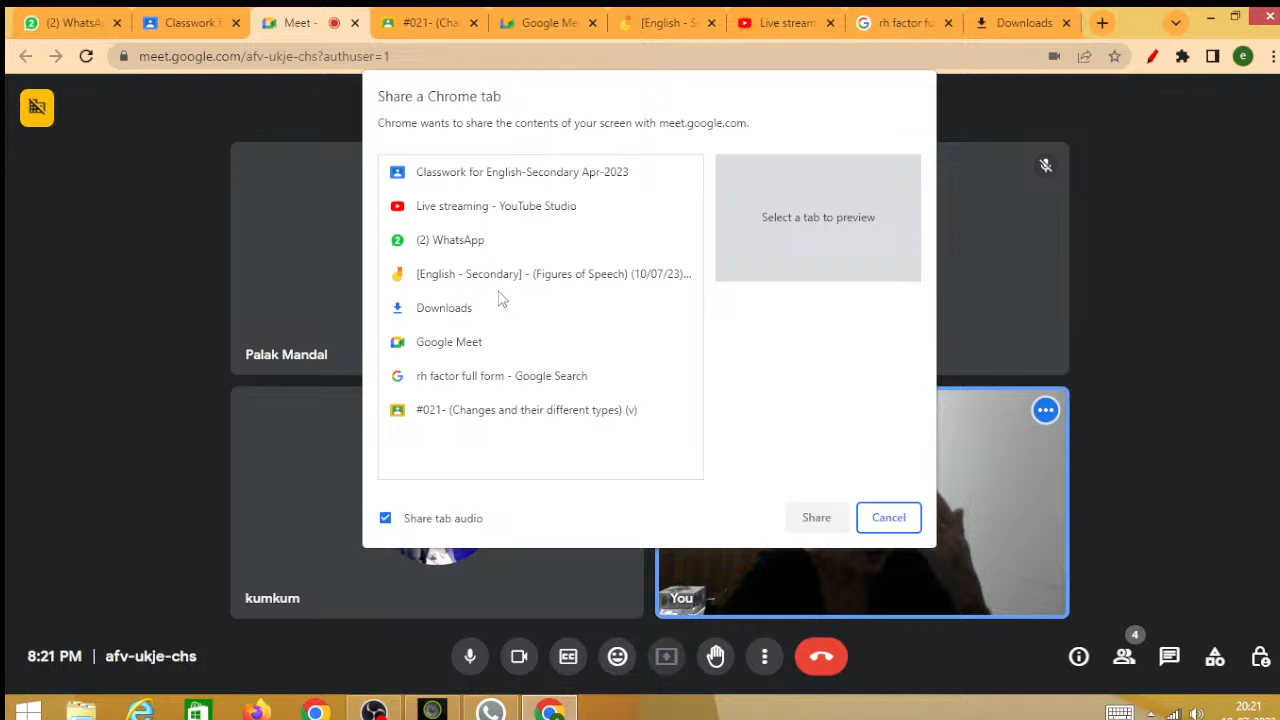 (2) WhatsA
Classwork f
Meet -
#021- (Cha
Google Me
[English - S
Live stream
rh factor fu
Downloads
meet.google.com/afv-ukje-chs?authuser=1
e
Share a Chrome tab
Chrome wants to share the contents of your screen with meet.google.com.
Classwork for English-Secondary Apr-2023
Live streaming - YouTube Studio
Select a tab to preview
(2) WhatsApp
[English - Secondary] - (Figures of Speech) (10/07/23)...
Downloads
Google Meet
Palak Mandal
rh factor full form - Google Search
#021- (Changes and their different types) (v)
Share tab audio
Share
Cancel
kumkum
You
4
8:21 PM | afv-ukje-chs
20:21